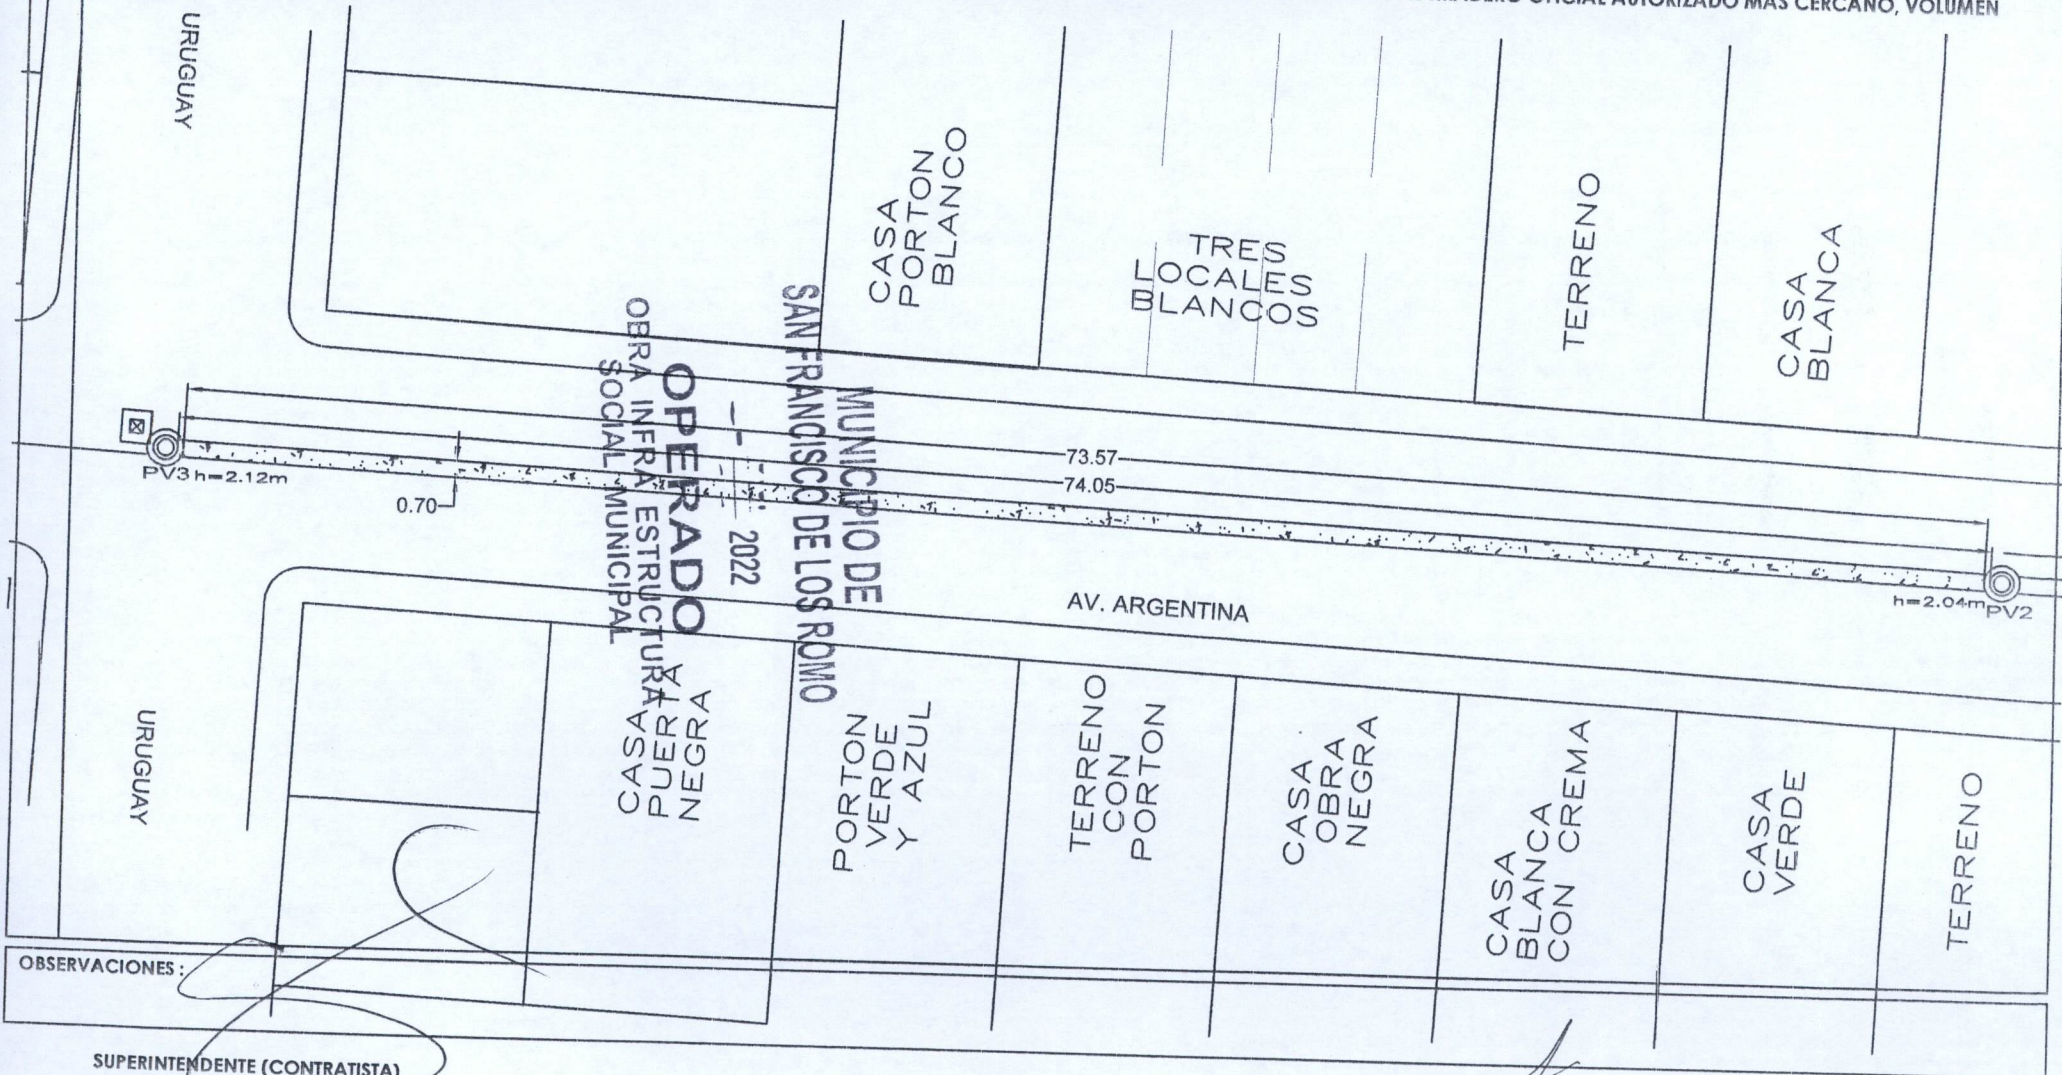 OFICIAL AUTORIZADO MAS CERCANO, VOLUMEN
URUGUAY
CASA
PORTON
BLANCO
TRES
LOCALES
BLANCOS
TERRENO
CASA
BLANCA
73.57
74.05
PV3 h=2.12m
0.70
h=2.04m PV2
AV. ARGENTINA
MUNICIPIO DE
SAN FRANCISCO DE LOS ROMO
2022
OPERADO
OBRA INFRA ESTRUCTURA
SOCIAL MUNICIPAL
URUGUAY
CASA
PUERTA
NEGRA
PORTON
VERDE
Y AZUL
TERRENO
CON
PORTON
CASA
OBRA
NEGRA
CASA
BLANCA
CON CREMA
CASA
VERDE
TERRENO
OBSERVACIONES :
SUPERINTENDENTE (CONTRATISTA)